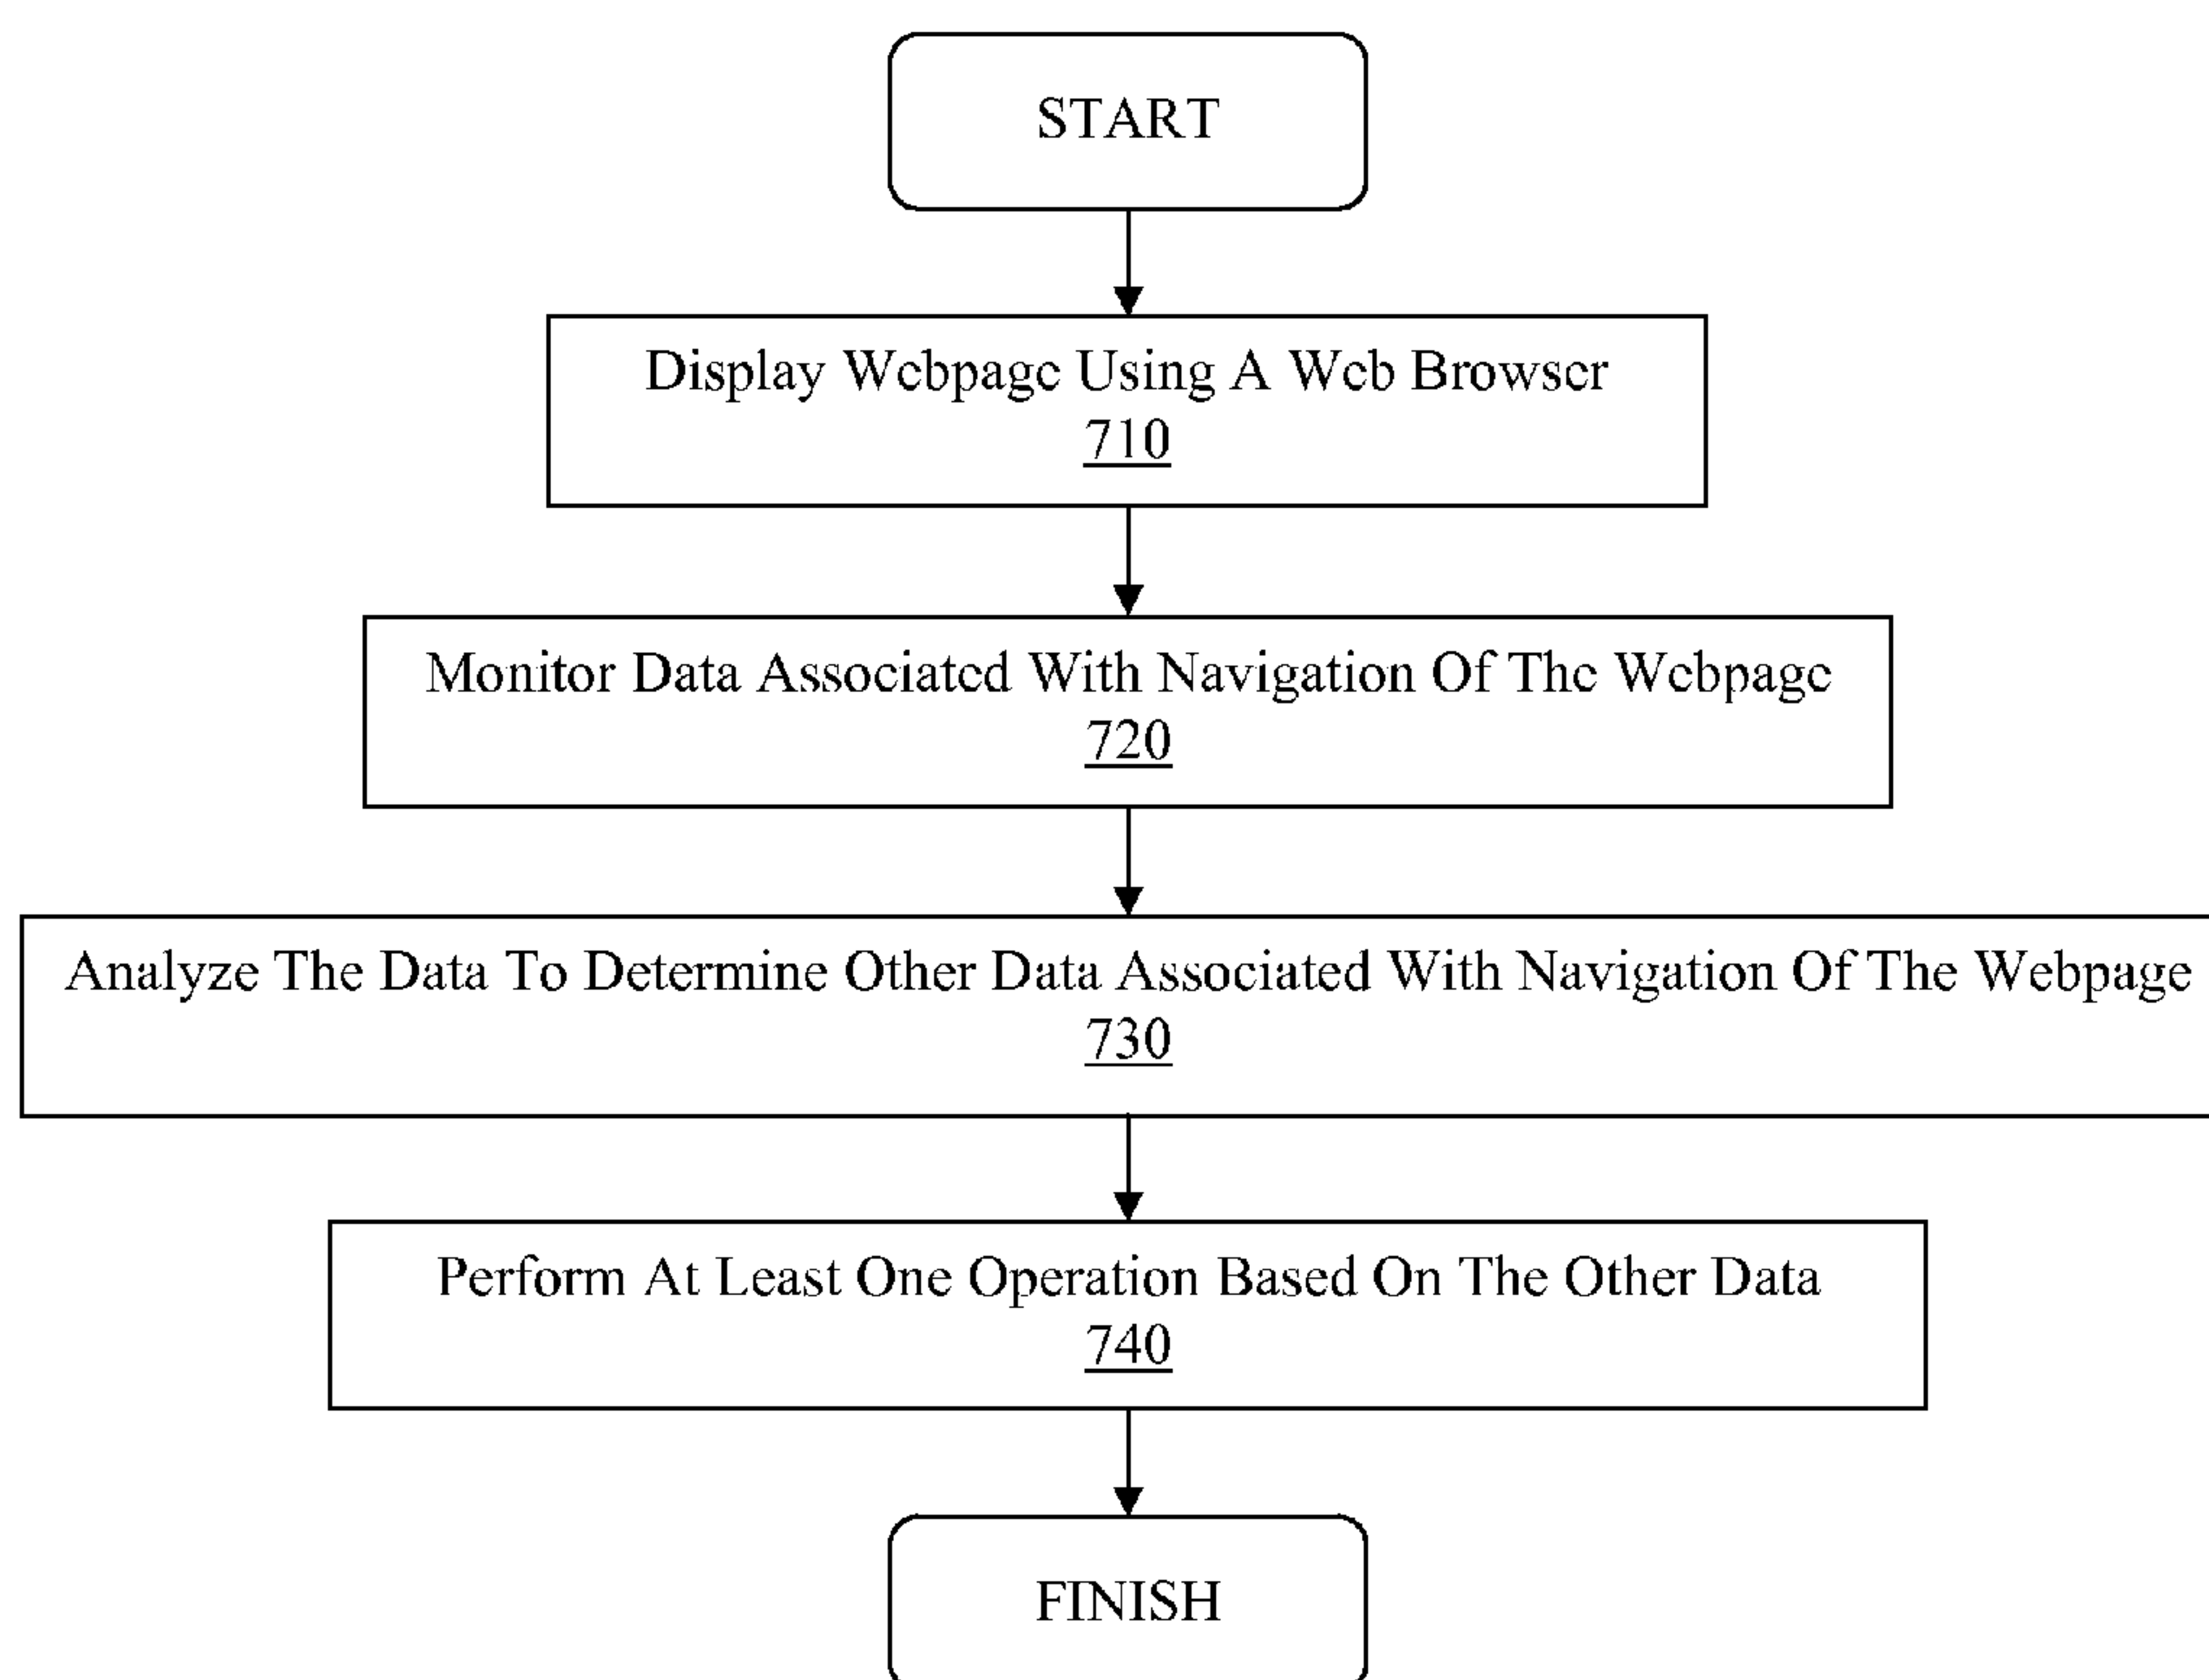 START
Display Webpage Using A Web Browser
710
Monitor Data Associated With Navigation Of The Webpage
720
Analyze The Data To Determine Other Data Associated With Navigation Of The Webpage
730
Perform At Least One Operation Based On The Other Data
740
FINISH